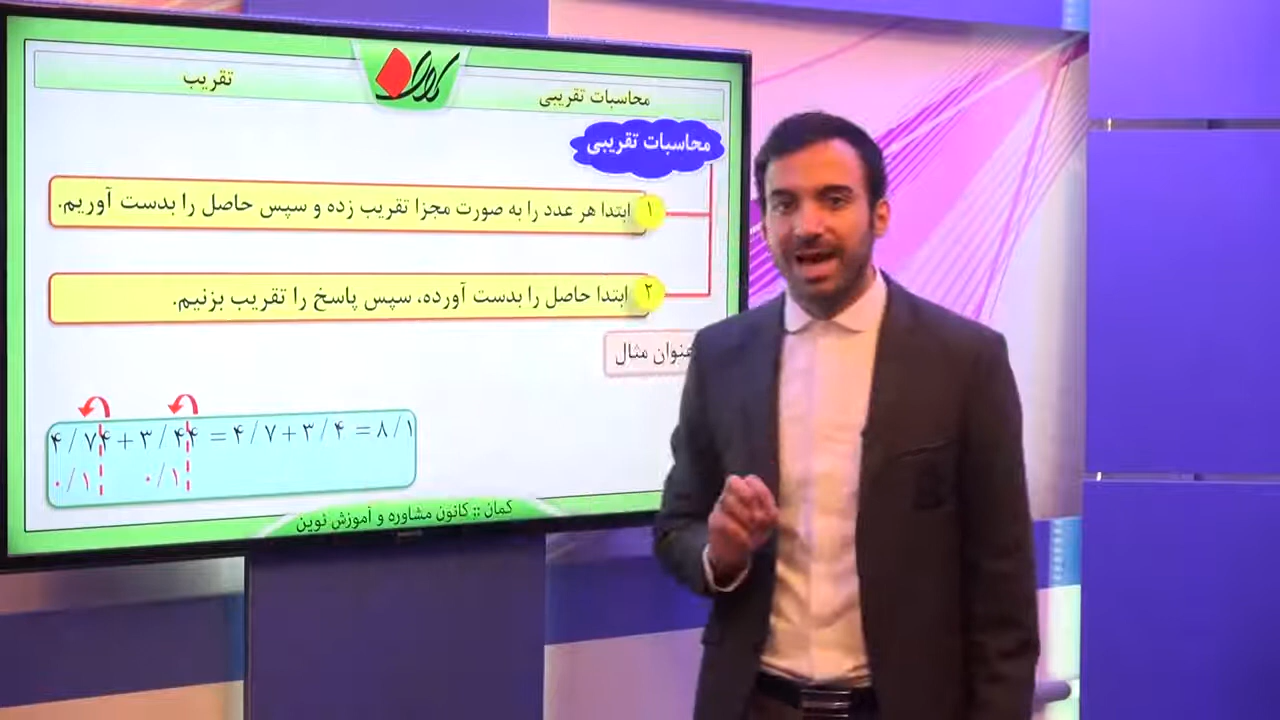 تقریب
کمان
محاسبات تقریبی
محاسبات تقریبی
۱ ابتدا هر عدد را به صورت مجزا تقریب زده و سپس حاصل را بدست آوریم.
۲ ابتدا حاصل را بدست آورده، سپس پاسخ را تقریب بزنیم.
عنوان مثال
۴/۷۴ + ۳/۴۴ = ۴/۷ + ۳/۴ = ۸/۱
۰/۱ ۰/۱
کمان :: کانون مشاوره و آموزش نوین